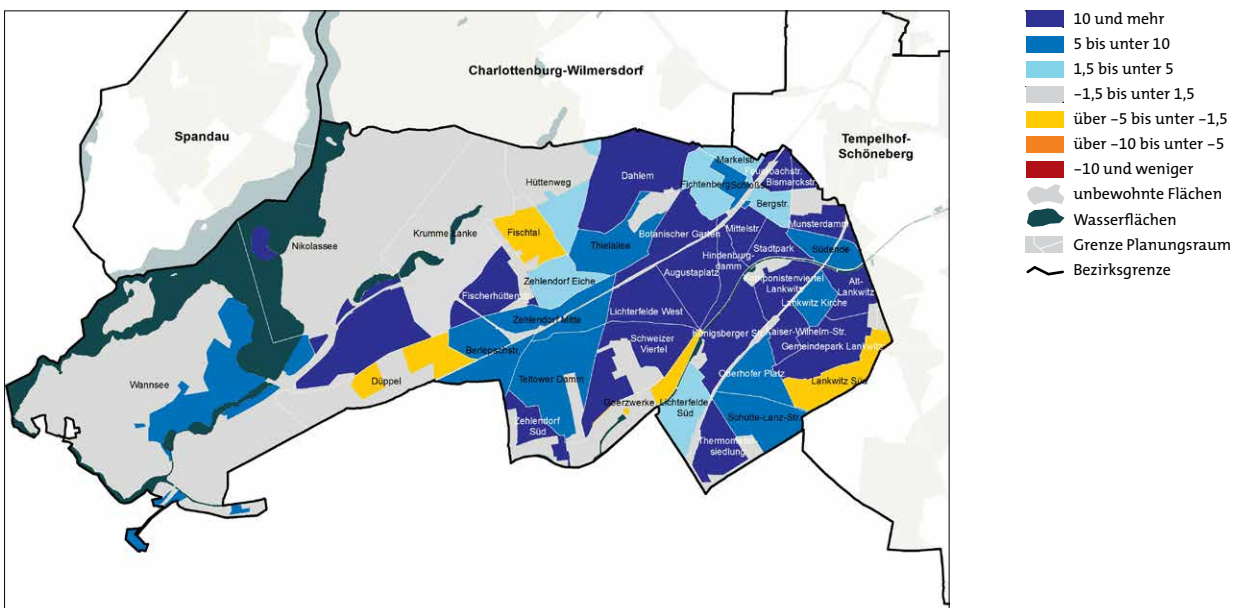 Charlottenburg-Wilmersdorf
Spandau
Tempelhof-
Schöneberg
Markelstr.
Feuerbachstr.
Bismarckstr.
Hüttenweg
Dahlem
Fichtenberg
Bergstr.
Nikolassee
Krumme Lanke
Fischtal
Thielallee
Botanischer Garten
Mittelstr.
Munsterdamm
Stadtpark
Südende
Hindenburg-
damm
Augustaplatz
Zehlendorf Eiche
Komponistenviertel
Lankwitz
Alt-
Lankwitz
Lankwitz Kirche
Zehlendorf Mitte
Lichterfelde West
Königsberger
Kaiser-Wilhelm-Str.
Gemeindepark Lankwitz
Schweizer
Viertel
Berlepschstr.
Wannsee
Düppel
Teltower Damm
Oberhofer Platz
Lankwitz Süd
Goerzwerke
Lichterfelde
Süd
Schütte-Lanz-Str.
Zehlendorf
Süd
siedlung
10 und mehr
5 bis unter 10
1,5 bis unter 5
–1,5 bis unter 1,5
über –5 bis unter –1,5
über –10 bis unter –5
–10 und weniger
unbewohnte Flächen
Wasserflächen
Grenze Planungsraum
Bezirksgrenze